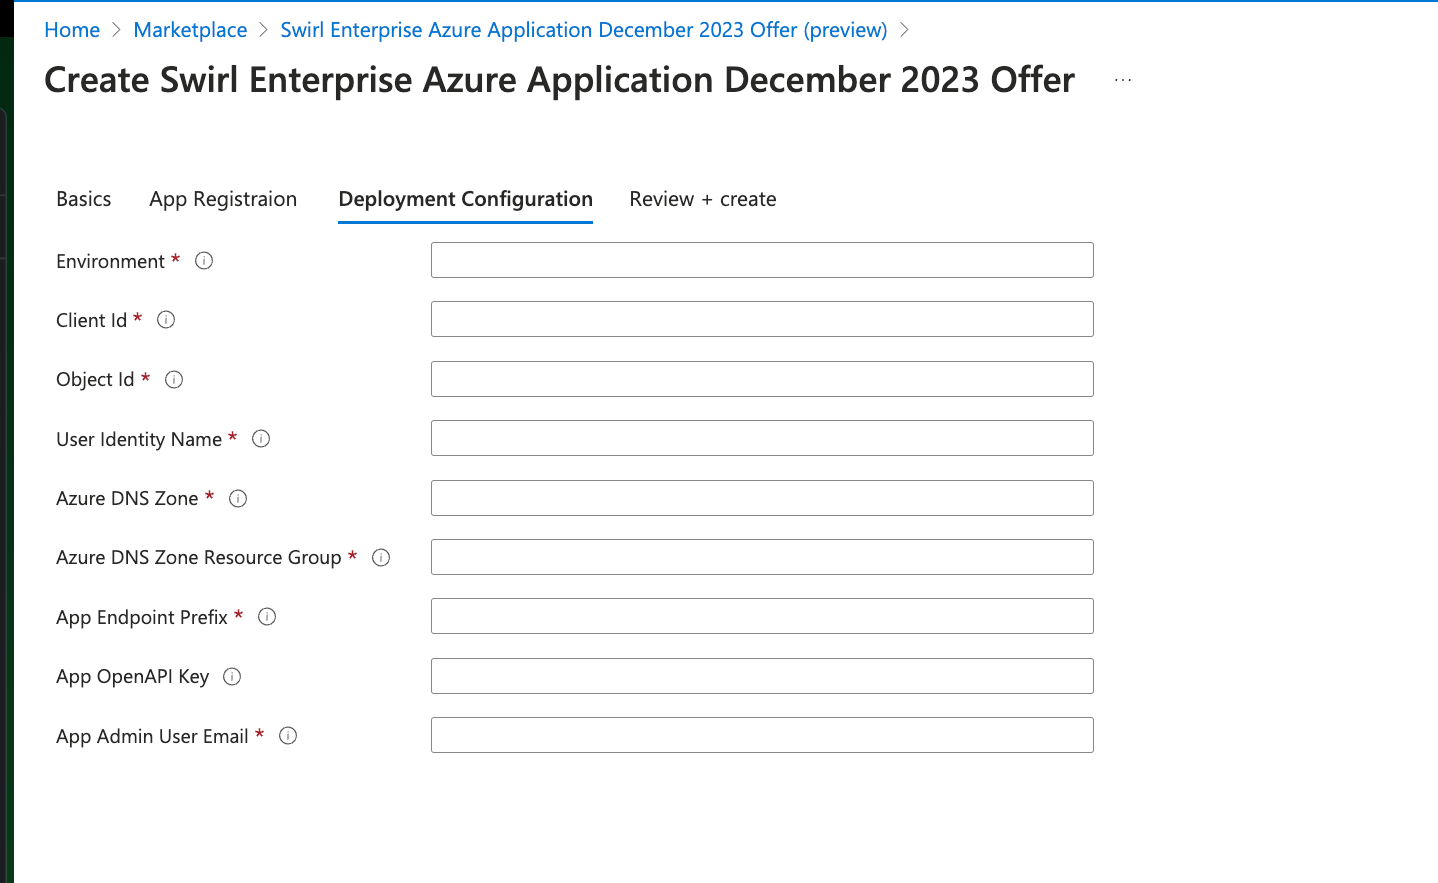 Home > Marketplace > Swirl Enterprise Azure Application December 2023 Offer (preview) >
Create Swirl Enterprise Azure Application December 2023 Offer ...
Basics App Registraion Deployment Configuration Review + create
Environment *
Client Id *
Object Id *
User Identity Name *
Azure DNS Zone *
Azure DNS Zone Resource Group *
App Endpoint Prefix *
App OpenAPI Key
App Admin User Email *